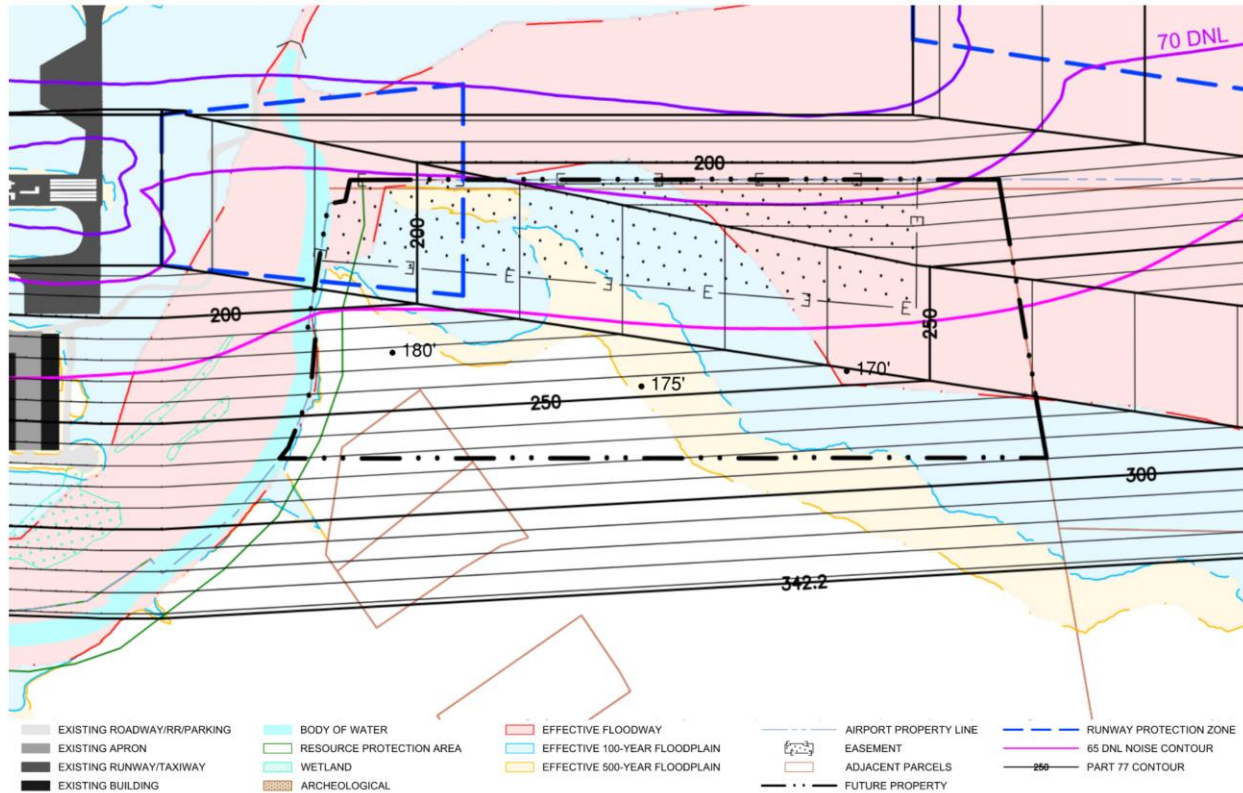 70 DNL
200
200
200
250
180'
170'
175'
250
300
342.2
E E E E E E
E
E E E E E E E
EXISTING ROADWAY/RR/PARKING
EXISTING APRON
EXISTING RUNWAY/TAXIWAY
EXISTING BUILDING
BODY OF WATER
RESOURCE PROTECTION AREA
WETLAND
ARCHEOLOGICAL
EFFECTIVE FLOODWAY
EFFECTIVE 100-YEAR FLOODPLAIN
EFFECTIVE 500-YEAR FLOODPLAIN
AIRPORT PROPERTY LINE
EASEMENT
ADJACENT PARCELS
FUTURE PROPERTY
RUNWAY PROTECTION ZONE
65 DNL NOISE CONTOUR
250 PART 77 CONTOUR